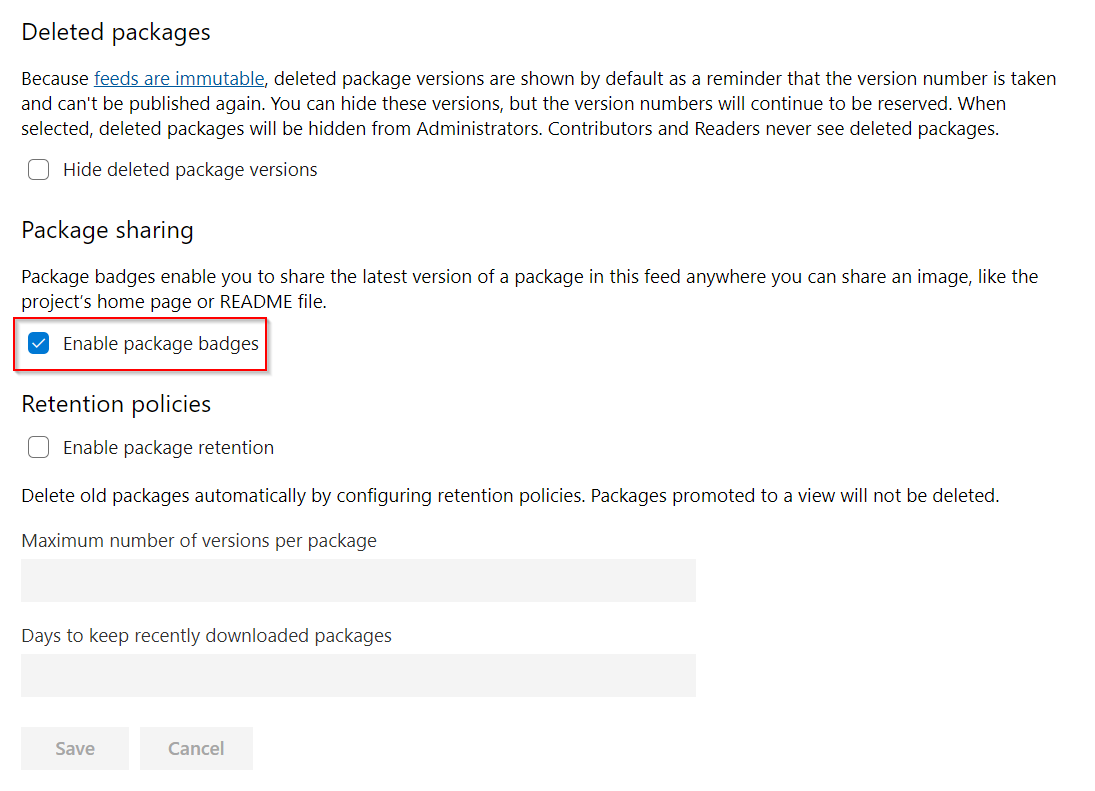 Deleted packages
Because feeds are immutable, deleted package versions are shown by default as a reminder that the version number is taken
and can't be published again. You can hide these versions, but the version numbers will continue to be reserved. When
selected, deleted packages will be hidden from Administrators. Contributors and Readers never see deleted packages.
Hide deleted package versions
Package sharing
Package badges enable you to share the latest version of a package in this feed anywhere you can share an image, like the
project's home page or README file.
Enable package badges
Retention policies
Enable package retention
Delete old packages automatically by configuring retention policies. Packages promoted to a view will not be deleted.
Maximum number of versions per package
Days to keep recently downloaded packages
Save Cancel